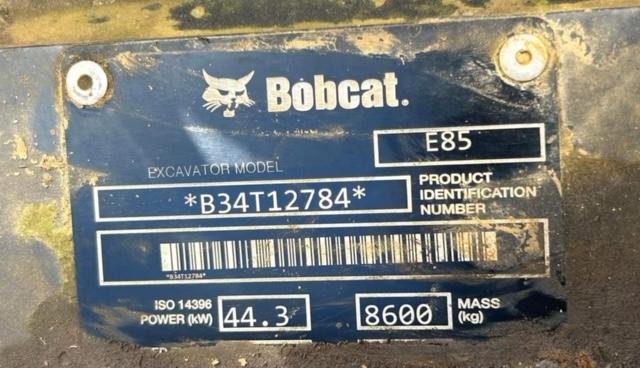 Bobcat.
E85
EXCAVATOR MODEL
*B34T12784*
PRODUCT
IDENTIFICATION
NUMBER
*B34T12784*
ISO 14396
POWER (kW)
44.3
8600
MASS
(kg)